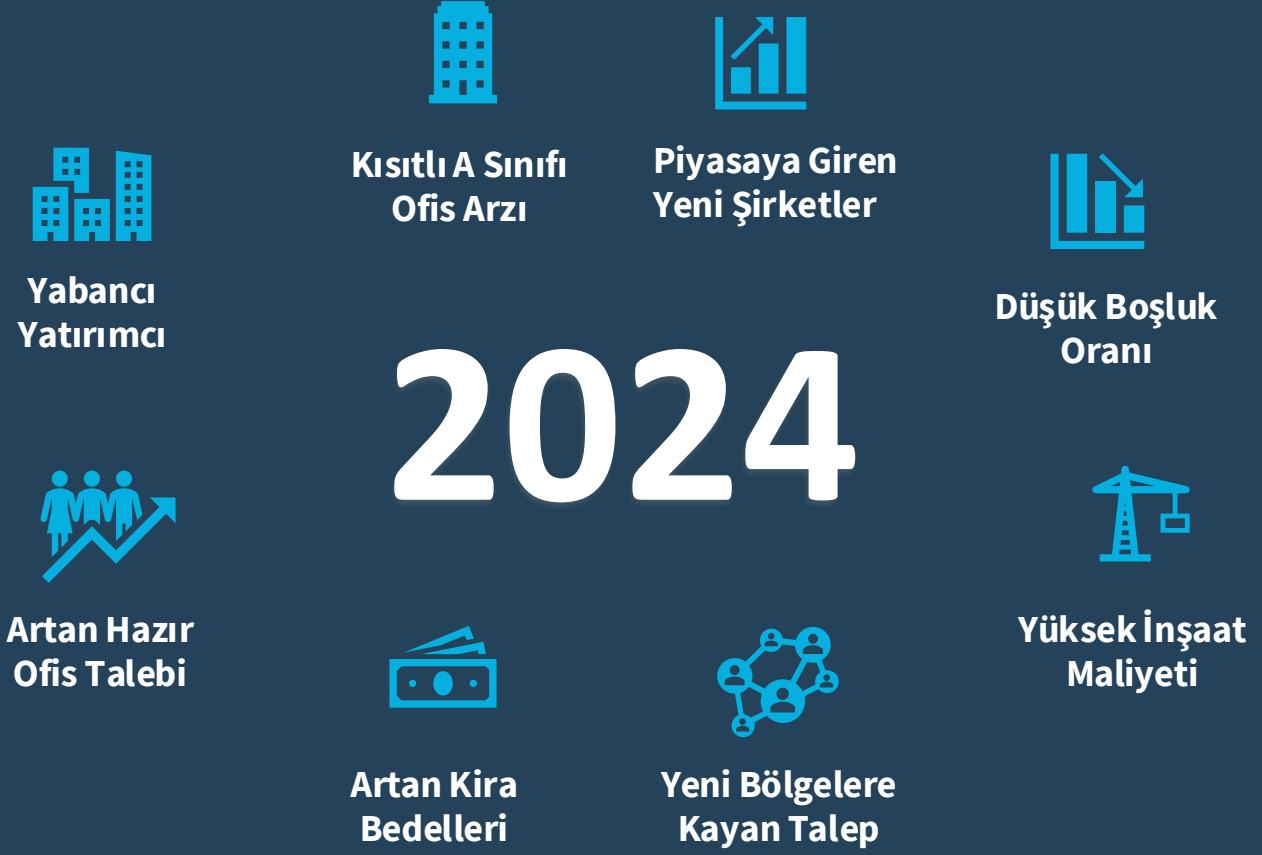 Kısıtlı A Sınıfı
Ofis Arzı
Piyasaya Giren
Yeni Şirketler
Yabancı
Yatırımcı
Düşük Boşluk
Oranı
2024
Artan Hazır
Ofis Talebi
Yüksek İnşaat
Maliyeti
Artan Kira
Bedelleri
Yeni Bölgelere
Kayan Talep